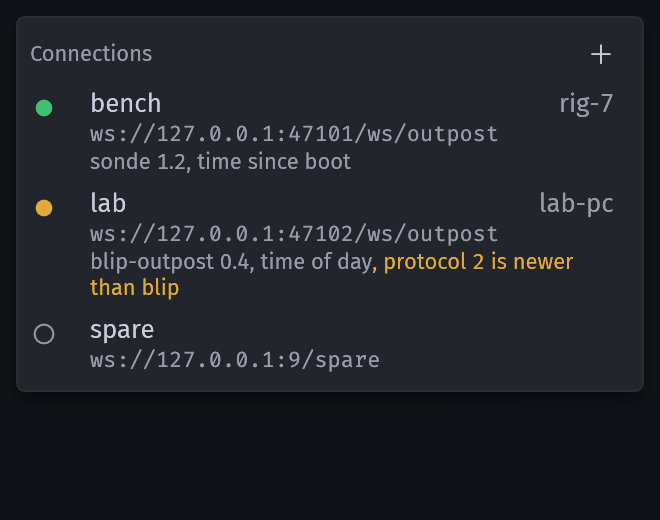 Connections
bench rig-7
ws://127.0.0.1:47101/ws/outpost
sonde 1.2, time since boot
lab lab-pc
ws://127.0.0.1:47102/ws/outpost
blip-outpost 0.4, time of day, protocol 2 is newer
than blip
spare
ws://127.0.0.1:9/spare